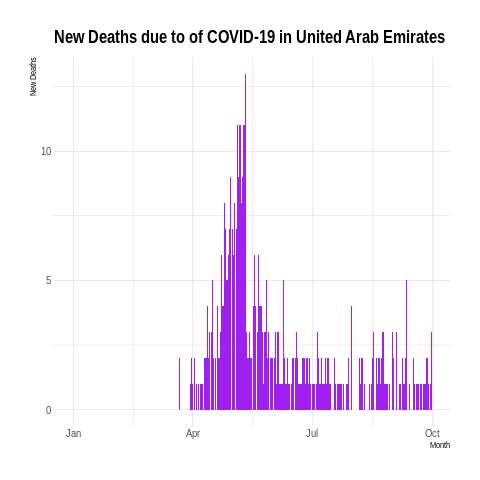 New Deaths due to of COVID-19 in United Arab Emirates
New Deaths
10
5
0
Jan Apr Jul Oct
Month